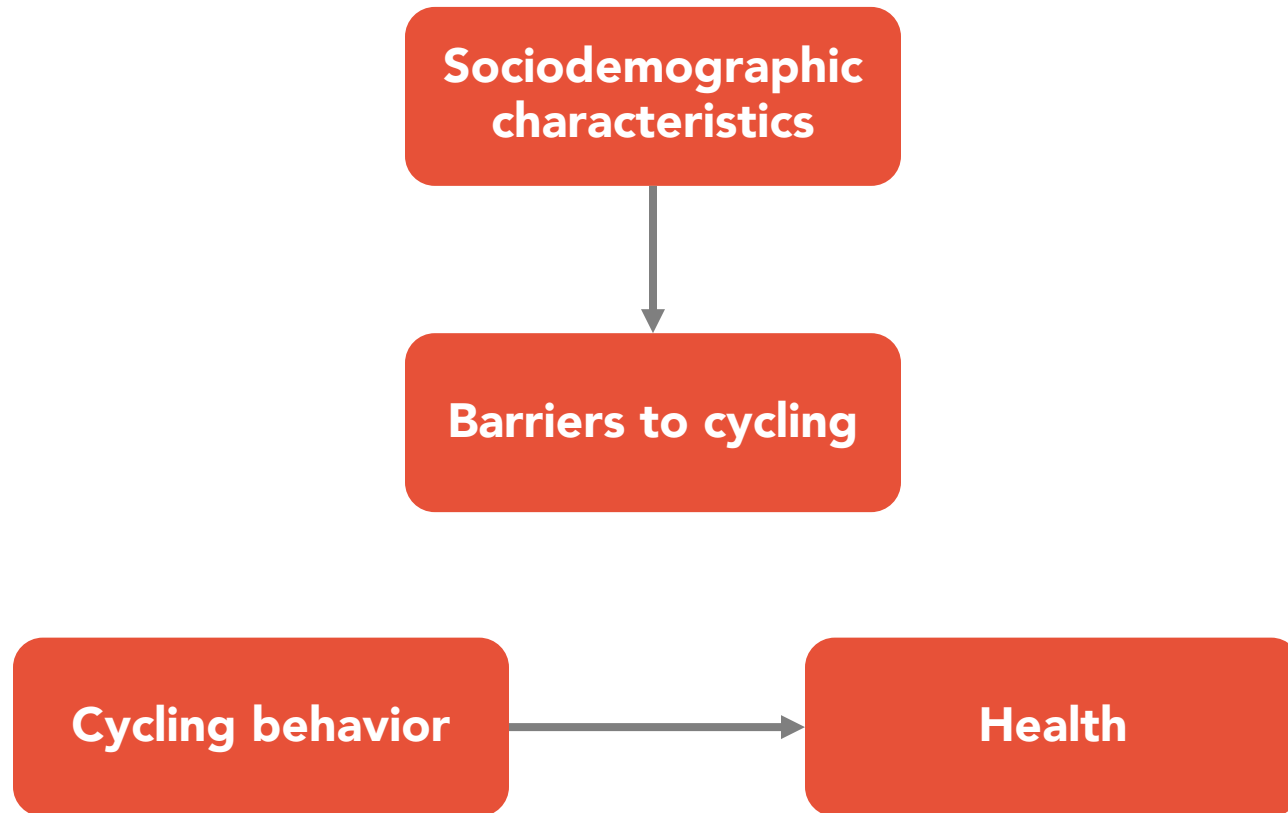 Sociodemographic
characteristics
Barriers to cycling
Cycling behavior
Health